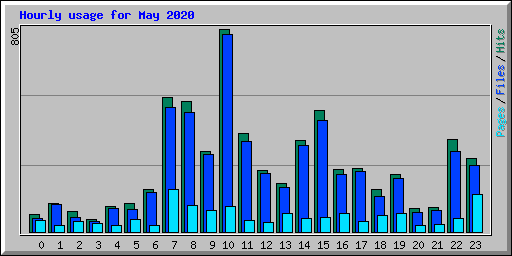 Hourly usage for May 2020
805
Pages / Files / Hits
0 1 2 3 4 5 6 7 8 9 10 11 12 13 14 15 16 17 18 19 20 21 22 23